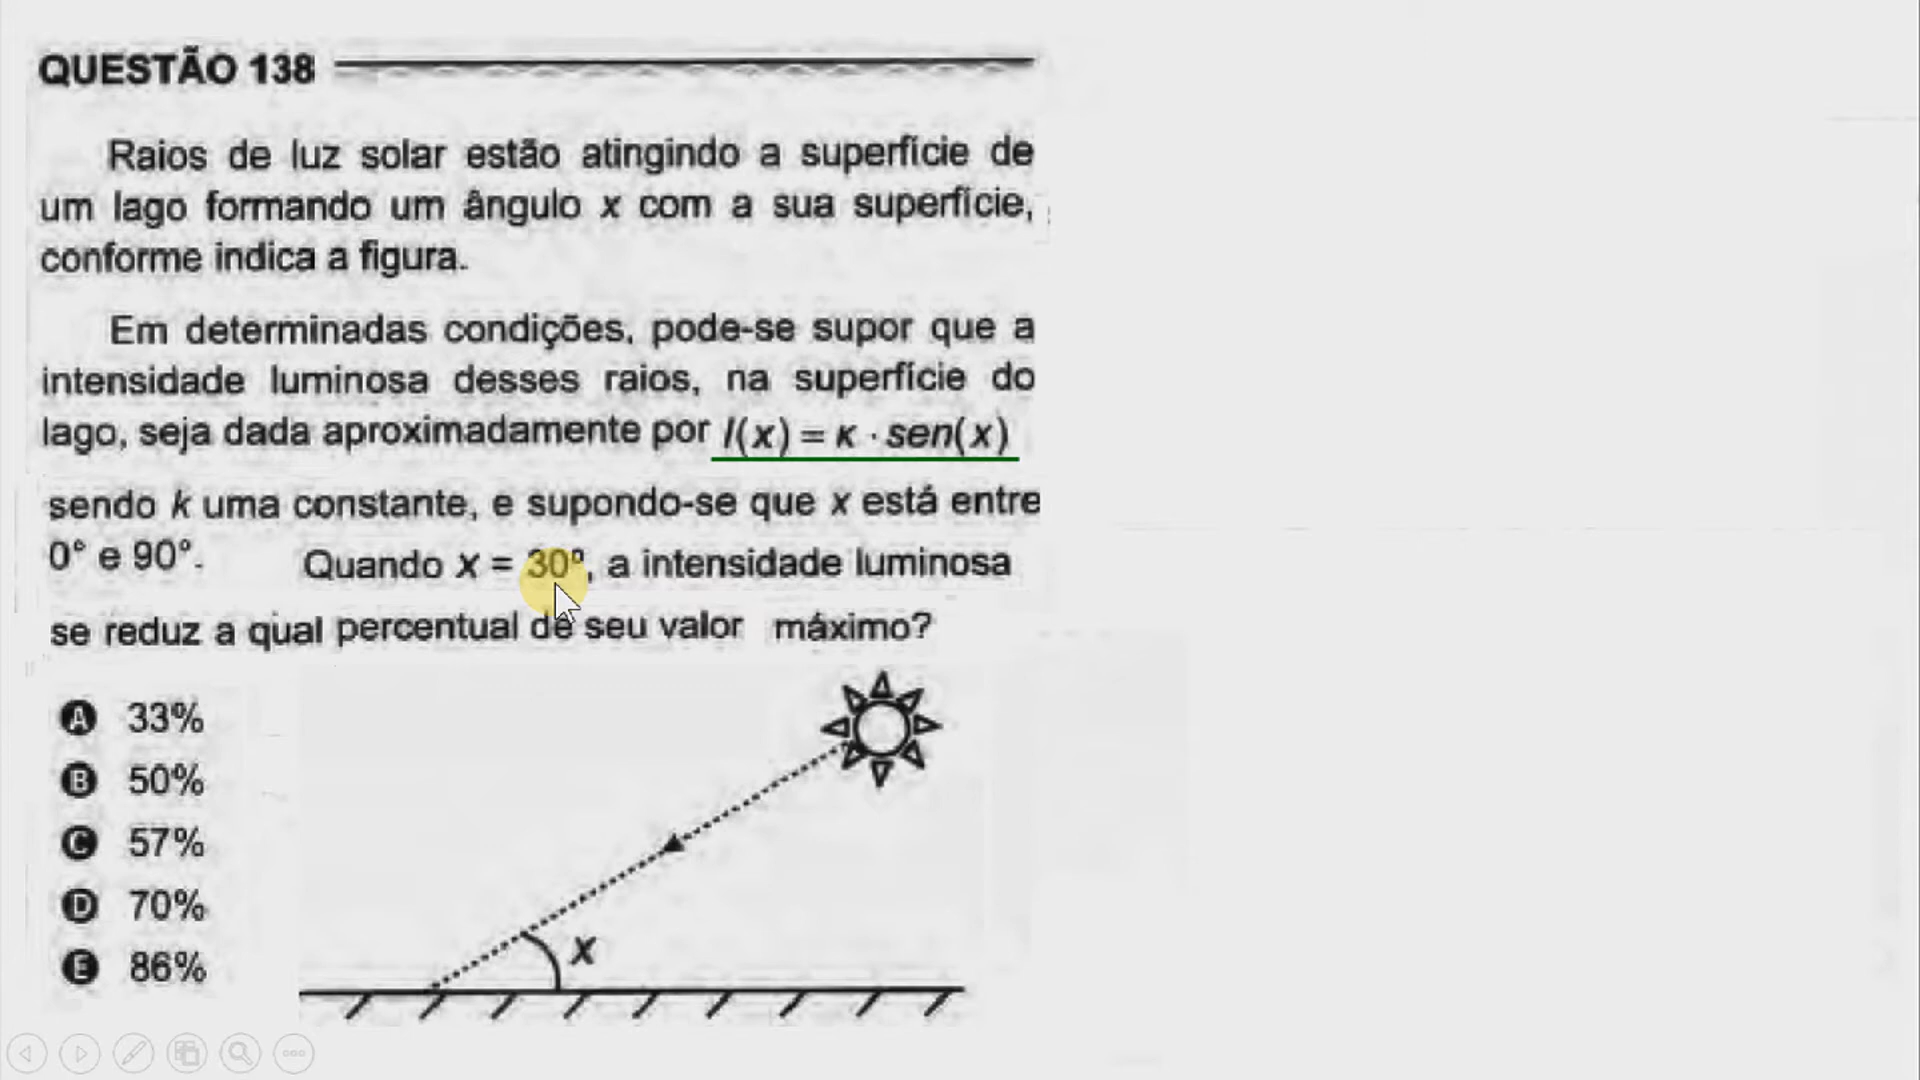 QUESTÃO 138
Raios de luz solar estão atingindo a superfície de
um lago formando um ângulo x com a sua superfície,
conforme indica a figura.
Em determinadas condições, pode-se supor que a
intensidade luminosa desses raios, na superfície do
lago, seja dada aproximadamente por I(x) = k · sen(x)
sendo k uma constante, e supondo-se que x está entre
0° e 90°. Quando x = 30º, a intensidade luminosa
se reduz a qual percentual de seu valor máximo?
A 33%
B 50%
C 57%
D 70%
E 86%
X